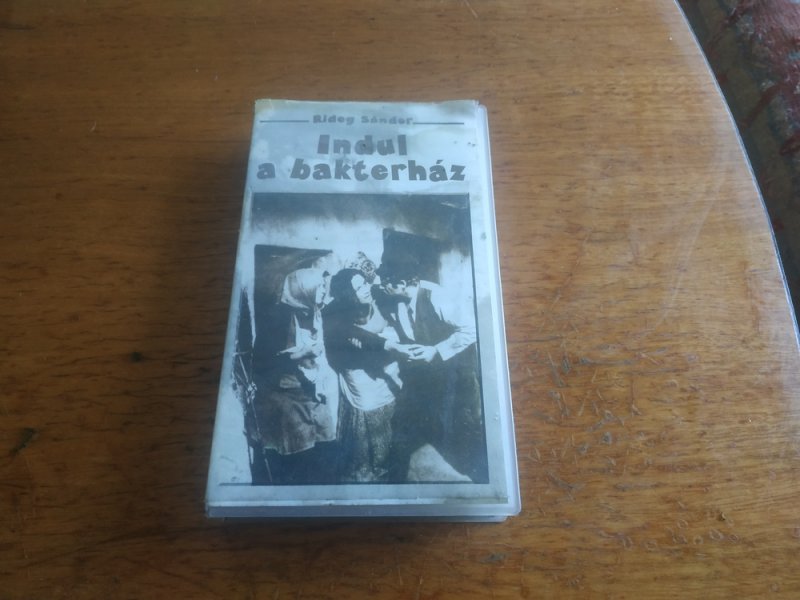 Rideg Sándor
Indul
a bakterház